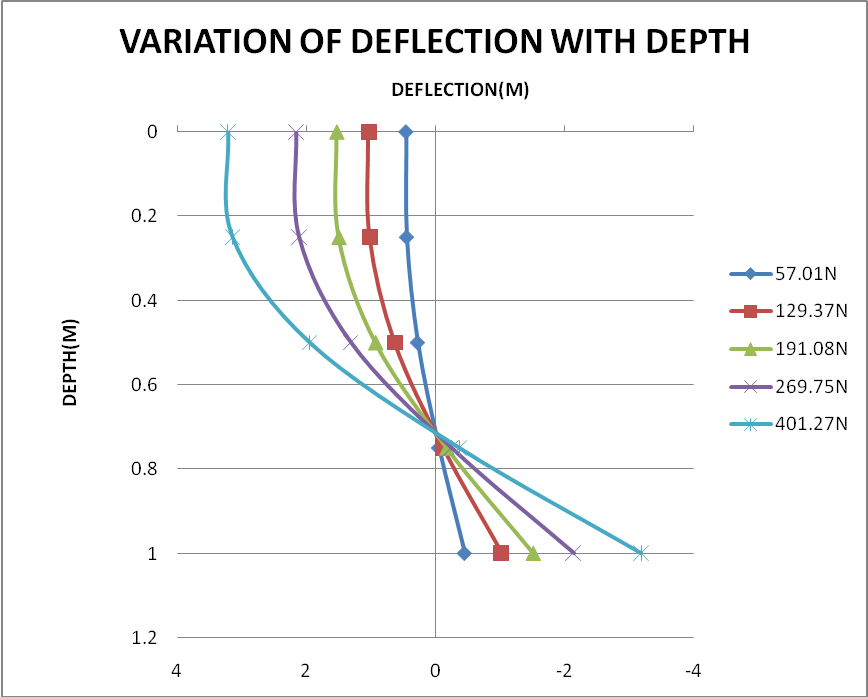 VARIATION OF DEFLECTION WITH DEPTH
DEFLECTION(M)
0
0.2
0.4
0.6
0.8
1
1.2
DEPTH(M)
4
2
0
-2
-4
57.01N
129.37N
191.08N
269.75N
401.27N